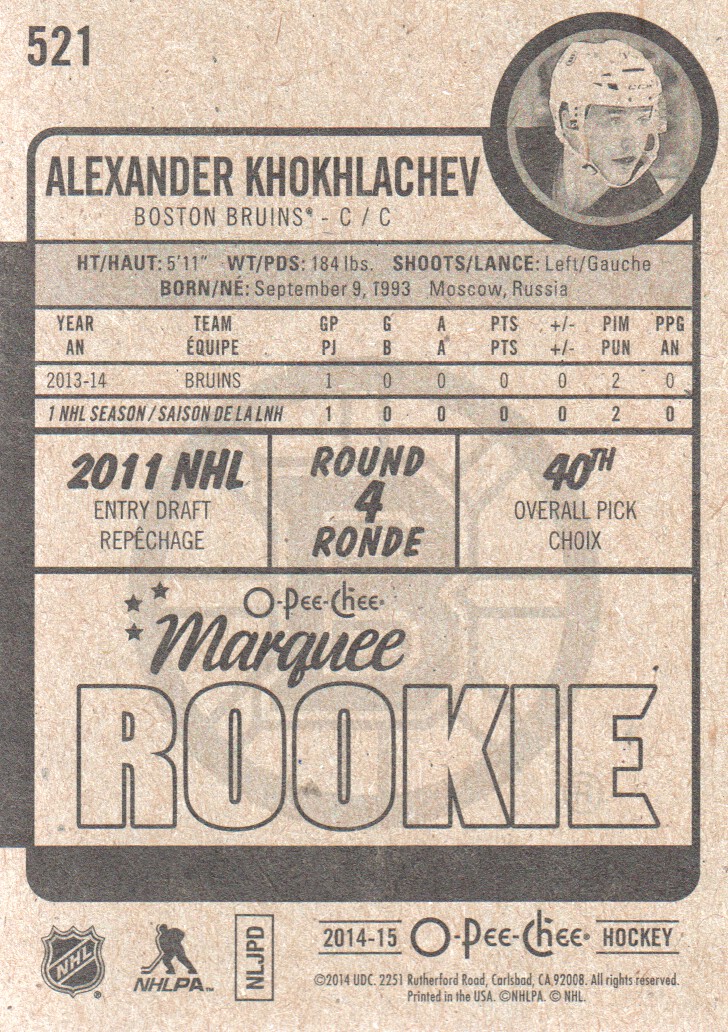 521
ALEXANDER KHOKHLACHEV
BOSTON BRUINS* - C / C
HT/HAUT: 5'11" WT/PDS: 184 lbs. SHOOTS/LANCE: Left/Gauche
BORN/NÉ: September 9, 1993 Moscow, Russia
YEAR TEAM GP G A PTS +/- PIM PPG
AN ÉQUIPE PJ B A PTS +/- PUN AN
2013-14 BRUINS 1 0 0 0 0 2 0
1 NHL SEASON / SAISON DE LA LNH 1 0 0 0 0 2 0
2011 NHL
ENTRY DRAFT
REPÊCHAGE
ROUND
4
RONDE
40TH
OVERALL PICK
CHOIX
O-Pee-Chee®
Marquee
ROOKIE
®
NHL ®
NHLPA™
NLJPD
2014-15 O-Pee-Chee® HOCKEY
©2014 UDC. 2251 Rutherford Road, Carlsbad, CA 92008. All rights reserved.
Printed in the USA. ©NHLPA. © NHL.